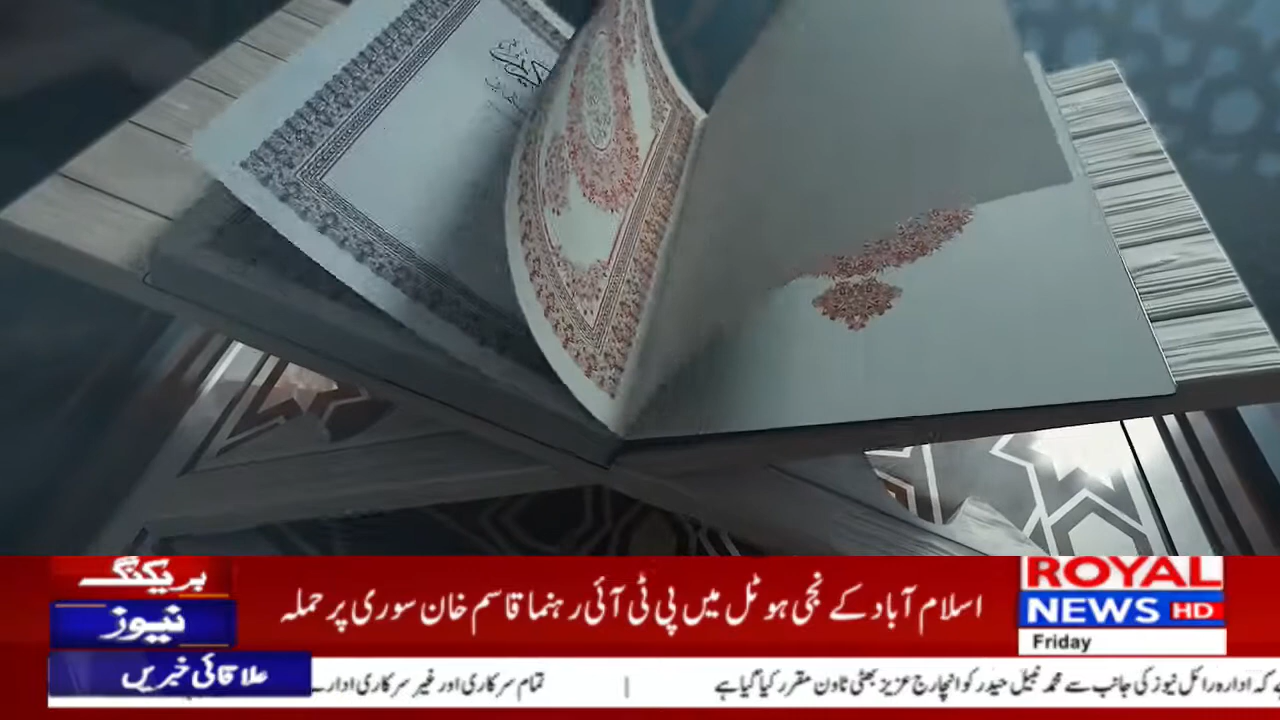 بریکنگ
نیوز
اسلام آباد کے نجی ہوٹل میں پی ٹی آئی رہنما قاسم خان سوری پر حملہ
ROYAL
NEWS HD
Friday
علاقائی خبریں
کہ ادارہ رائل نیوز کی جانب سے محمد نبیل حیدر کو انچارج عزیز بھٹی ٹاون مقرر کیا گیا ہے | تمام سرکاری اور غیر سرکاری ادار